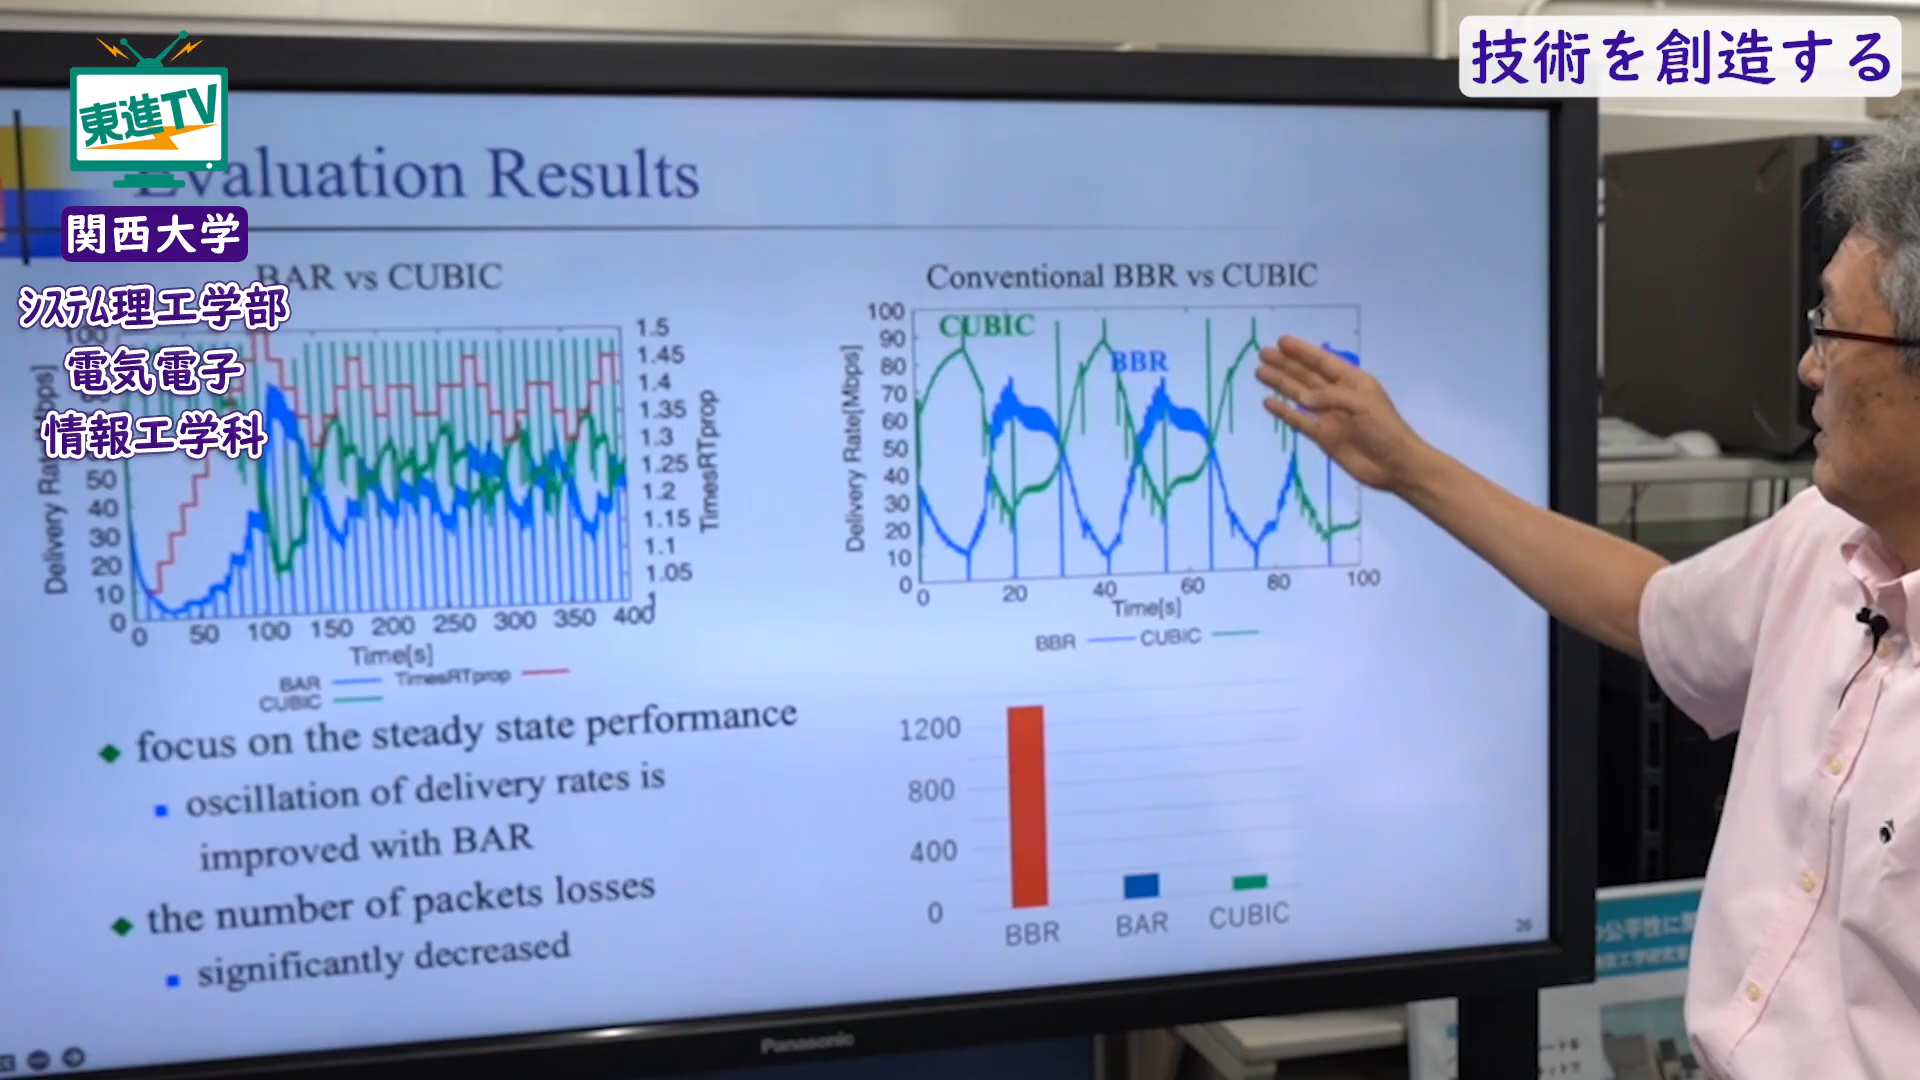 技術を創造する
東進TV
関西大学
ｼｽﾃﾑ理工学部
電気電子
情報工学科
Evaluation Results
BAR vs CUBIC
100
50
40
30
20
10
0
Delivery Rate[Mbps]
1.5
1.45
1.4
1.35
1.3
1.25
1.2
1.15
1.1
1.05
1
TimesRTprop
0 50 100 150 200 250 300 350 400
Time[s]
BAR
TimesRTprop
CUBIC
Conventional BBR vs CUBIC
CUBIC
BBR
100
90
80
70
60
50
40
30
20
10
0
Delivery Rate[Mbps]
0 20 40 60 80 100
Time[s]
BBR CUBIC
focus on the steady state performance
oscillation of delivery rates is
improved with BAR
the number of packets losses
significantly decreased
1200
800
400
0
BBR BAR CUBIC
26
Panasonic